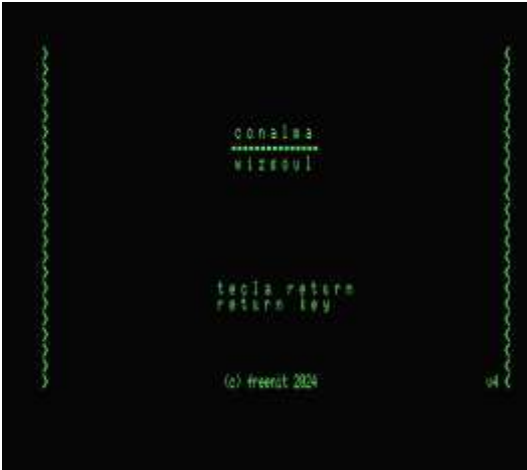 conalma
wizsoul
tecla return
return key
(c) freenit 2024
v4